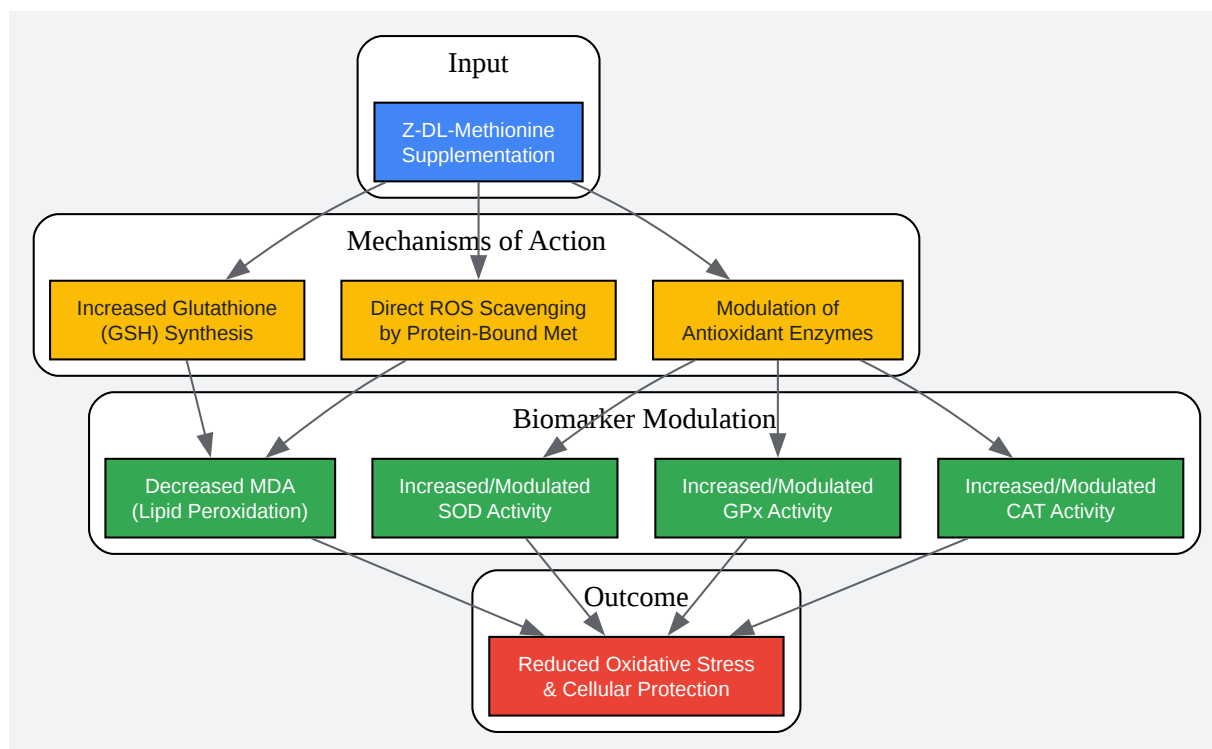 Input
Z-DL-Methionine
Supplementation
Mechanisms of Action
Increased Glutathione
(GSH) Synthesis
Direct ROS Scavenging
by Protein-Bound Met
Modulation of
Antioxidant Enzymes
Biomarker Modulation
Decreased MDA
(Lipid Peroxidation)
Increased/Modulated
SOD Activity
Increased/Modulated
GPx Activity
Increased/Modulated
CAT Activity
Outcome
Reduced Oxidative Stress
& Cellular Protection